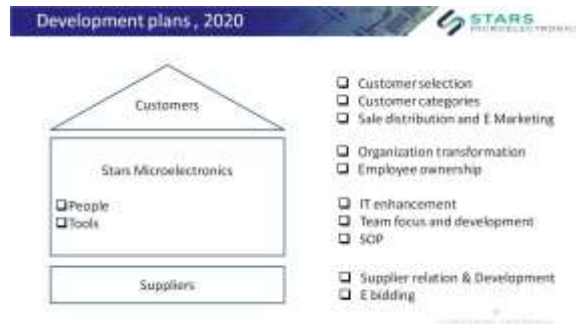 Development plans , 2020
STARS
MICROELECTRONICS
Customers
Stars Microelectronics
❑People
❑Tools
Suppliers
❑ Customer selection
❑ Customer categories
❑ Sale distribution and E Marketing
❑ Organization transformation
❑ Employee ownership
❑ IT enhancement
❑ Team focus and development
❑ SOP
❑ Supplier relation & Development
❑ E bidding